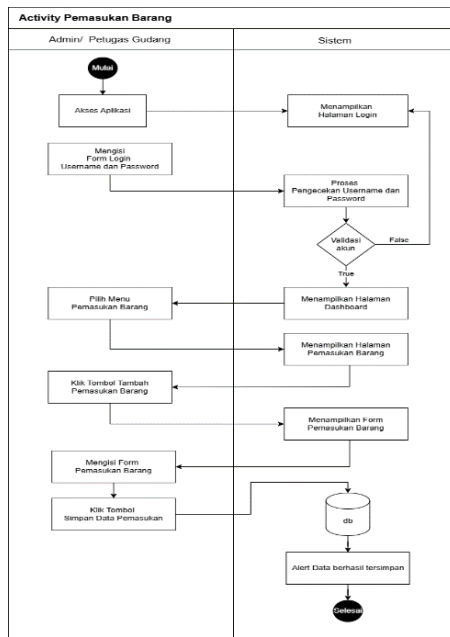 Activity Pemasukan Barang
Admin/ Petugas Gudang
Sistem
Mulai
Akses Aplikasi
Menampilkan
Halaman Login
Mengisi
Form Login
Username dan Password
Proses
Pengecekan Username dan
Password
Validasi
akun
False
True
Menampilkan Halaman
Dashboard
Pilih Menu
Pemasukan Barang
Menampilkan Halaman
Pemasukan Barang
Klik Tombol Tambah
Pemasukan Barang
Menampilkan Form
Pemasukan Barang
Mengisi Form
Pemasukan Barang
Klik Tombol
Simpan Data Pemasukan
db
Alert Data berhasil tersimpan
Selesai